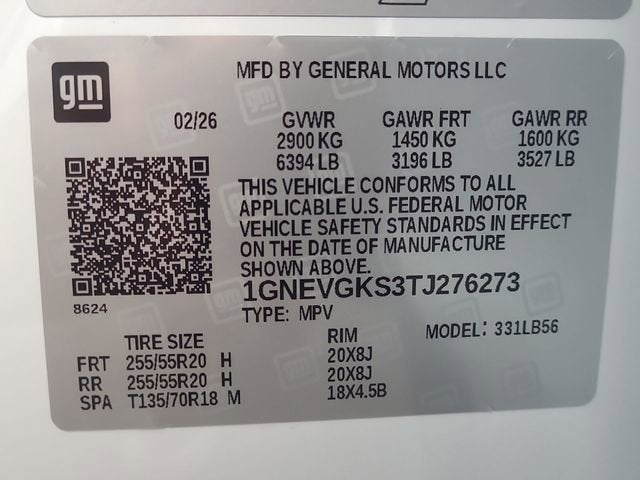 gm
MFD BY GENERAL MOTORS LLC
02/26 GVWR GAWR FRT GAWR RR
2900 KG 1450 KG 1600 KG
6394 LB 3196 LB 3527 LB
THIS VEHICLE CONFORMS TO ALL
APPLICABLE U.S. FEDERAL MOTOR
VEHICLE SAFETY STANDARDS IN EFFECT
ON THE DATE OF MANUFACTURE
SHOWN ABOVE.
1GNEVGKS3TJ276273
8624
TYPE: MPV
MODEL: 331LB56
TIRE SIZE RIM
FRT 255/55R20 H 20X8J
RR 255/55R20 H 20X8J
SPA T135/70R18 M 18X4.5B